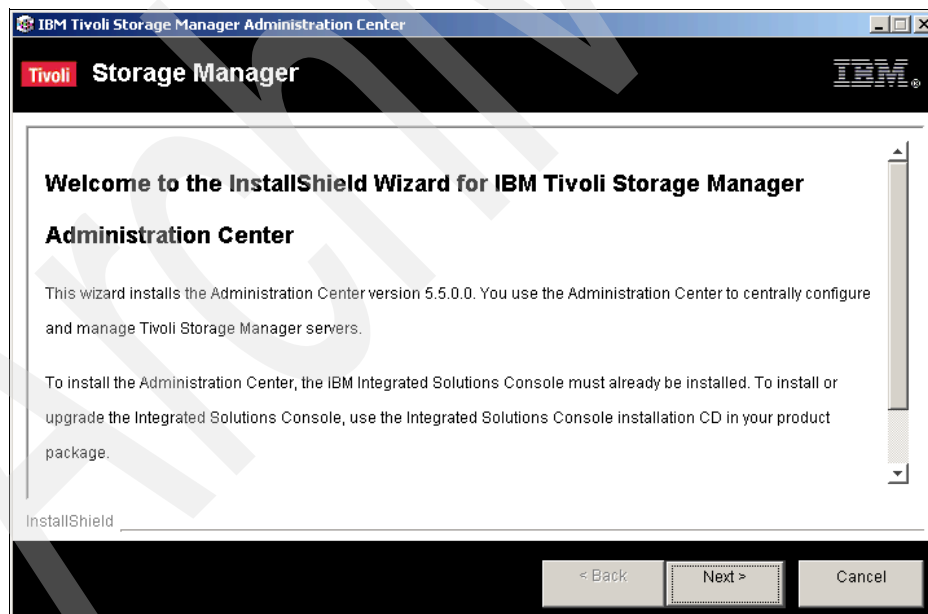 IBM Tivoli Storage Manager Administration Center
Tivoli Storage Manager
IBM®
Welcome to the InstallShield Wizard for IBM Tivoli Storage Manager
Administration Center
This wizard installs the Administration Center version 5.5.0.0. You use the Administration Center to centrally configure
and manage Tivoli Storage Manager servers.
To install the Administration Center, the IBM Integrated Solutions Console must already be installed. To install or
upgrade the Integrated Solutions Console, use the Integrated Solutions Console installation CD in your product
package.
InstallShield
< Back
Next >
Cancel